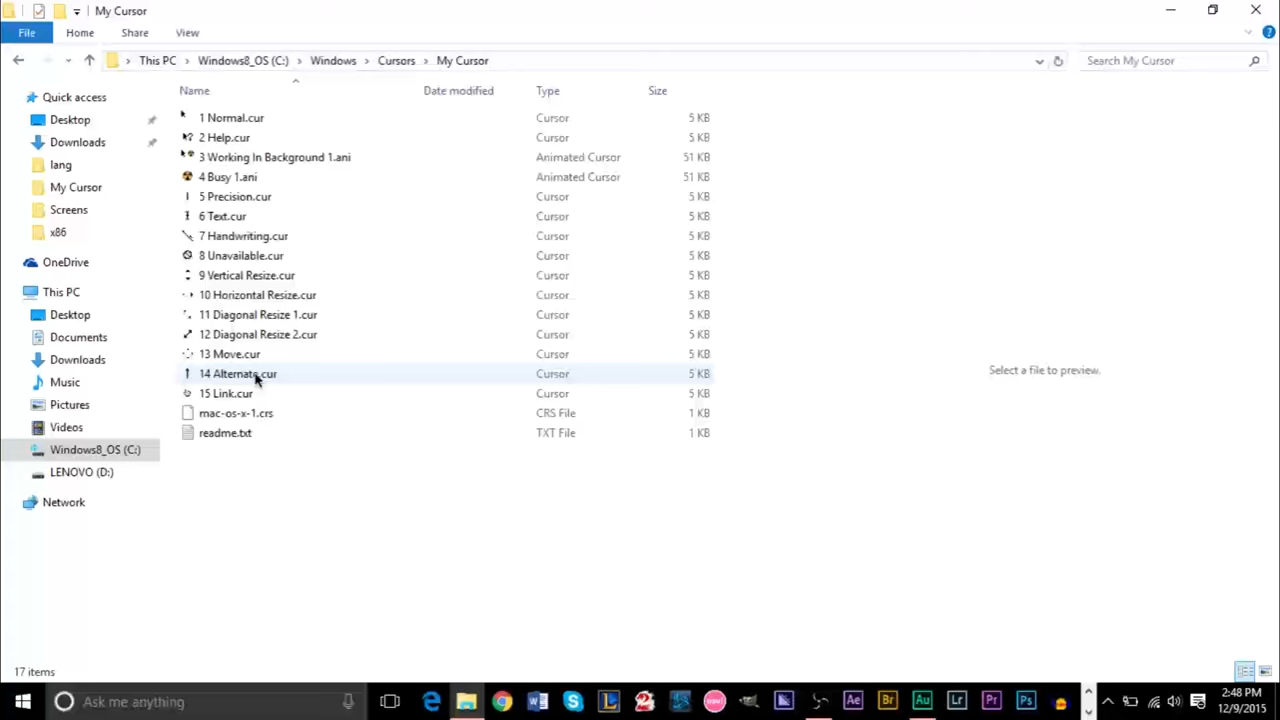 My Cursor
File Home Share View
This PC Windows8_OS (C:) Windows Cursors My Cursor Search My Cursor
Name Date modified Type Size
Quick access
Desktop
Downloads
lang
My Cursor
Screens
x86
OneDrive
This PC
Desktop
Documents
Downloads
Music
Pictures
Videos
Windows8_OS (C:)
LENOVO (D:)
Network
1 Normal.cur Cursor 5 KB
2 Help.cur Cursor 5 KB
3 Working In Background 1.ani Animated Cursor 51 KB
4 Busy 1.ani Animated Cursor 51 KB
5 Precision.cur Cursor 5 KB
6 Text.cur Cursor 5 KB
7 Handwriting.cur Cursor 5 KB
8 Unavailable.cur Cursor 5 KB
9 Vertical Resize.cur Cursor 5 KB
10 Horizontal Resize.cur Cursor 5 KB
11 Diagonal Resize 1.cur Cursor 5 KB
12 Diagonal Resize 2.cur Cursor 5 KB
13 Move.cur Cursor 5 KB
14 Alternate.cur Cursor 5 KB
15 Link.cur Cursor 5 KB
mac-os-x-1.crs CRS File 1 KB
readme.txt TXT File 1 KB
Select a file to preview.
17 items
Ask me anything
Ae Br Au Lr Pr Ps
2:48 PM
12/9/2015